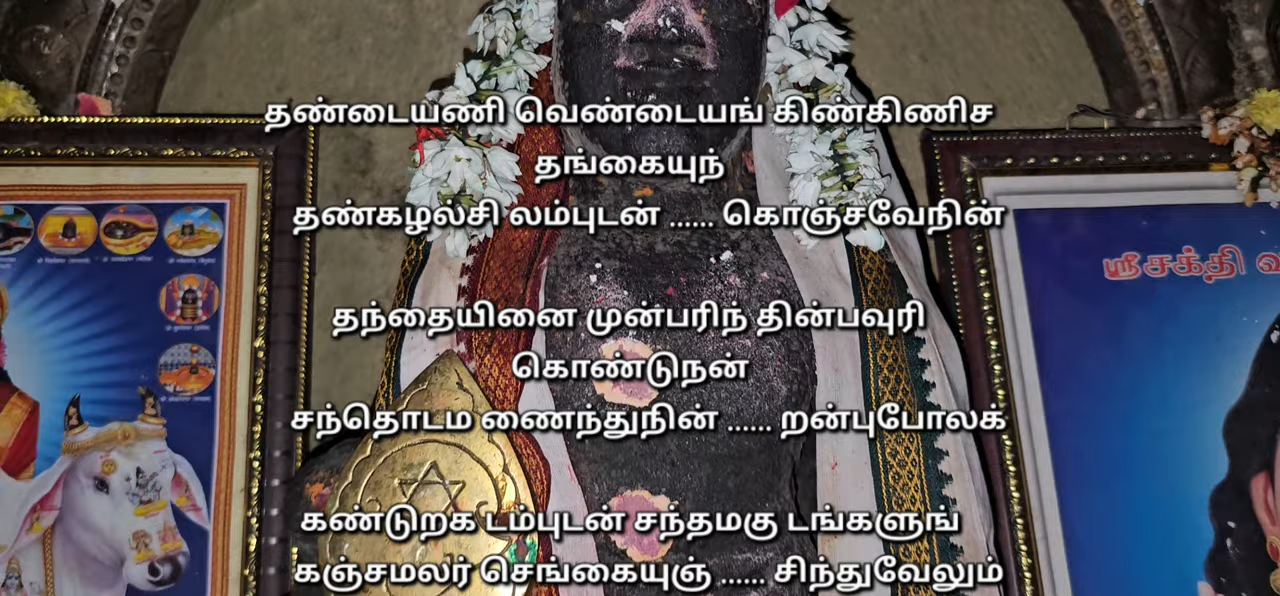 தண்டையணி வெண்டையங் கிண்கிணிச
தங்கையுந்
தண்கழலசி லம்புடன் ...... கொஞ்சவேநின்
தந்தையினை முன்பரிந் தின்பவுரி
கொண்டுநன்
சந்தொடம ணைந்துநின் ...... றன்புபோலக்
கண்டுறக டம்புடன் சந்தமகு டங்களுங்
கஞ்சமலர் செங்கையுஞ் ...... சிந்துவேலும்
ஸ்ரீசக்தி